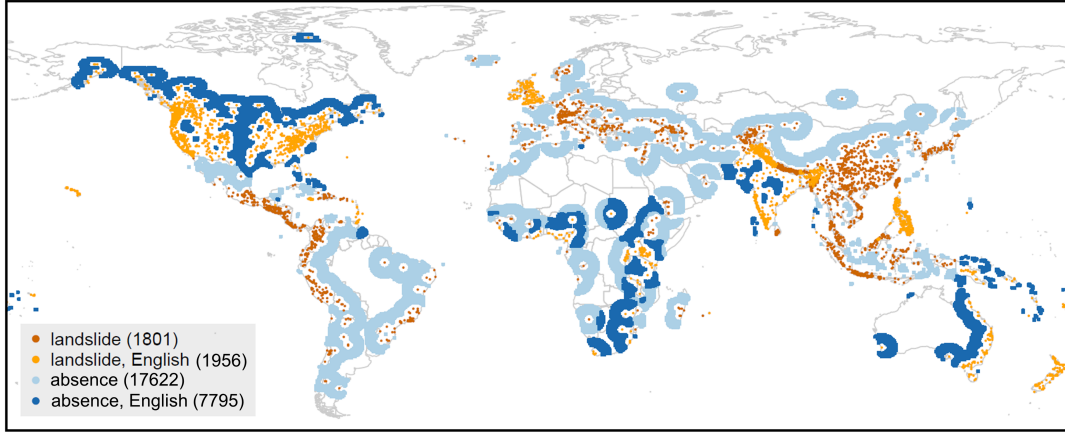 landslide (1801)
landslide, English (1956)
absence (17622)
absence, English (7795)